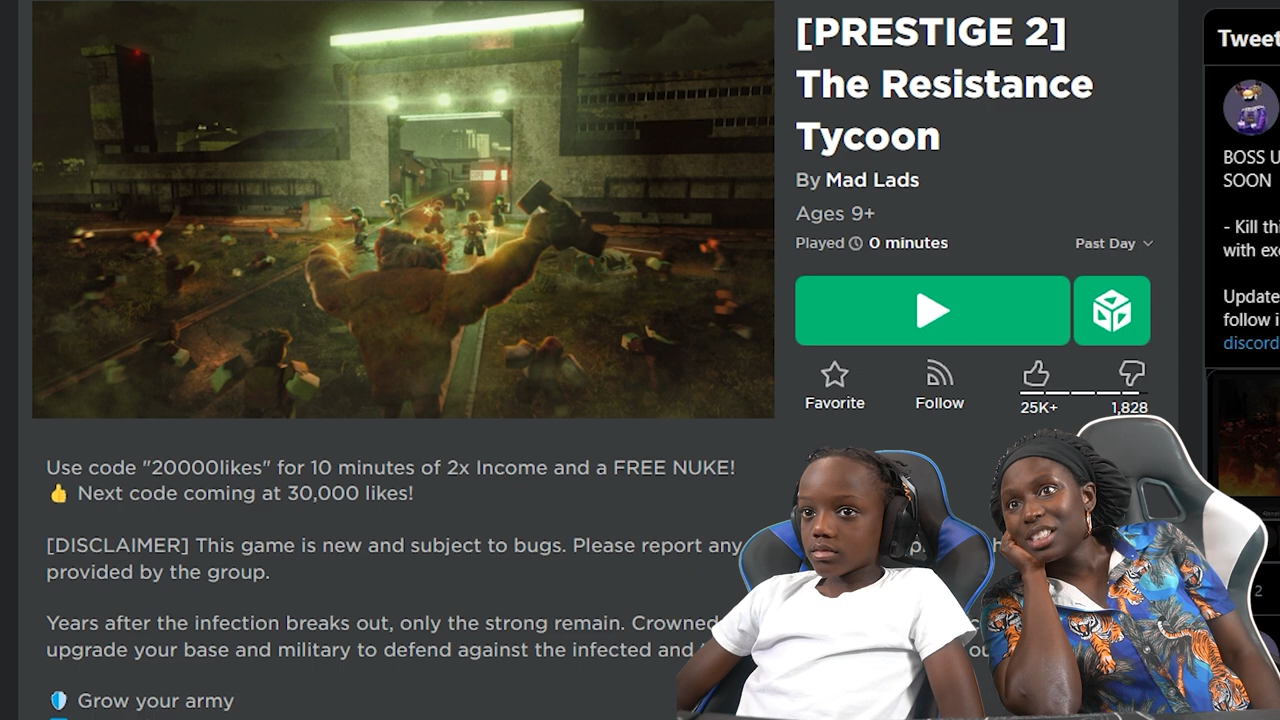 [PRESTIGE 2]
The Resistance
Tycoon
By Mad Lads
Ages 9+
Played 0 minutes
Past Day
Favorite
Follow
25K+
1,828
Use code "20000likes" for 10 minutes of 2x Income and a FREE NUKE!
👍 Next code coming at 30,000 likes!
[DISCLAIMER] This game is new and subject to bugs. Please report any
provided by the group.
Years after the infection breaks out, only the strong remain. Crowned
upgrade your base and military to defend against the infected and
Grow your army
Tweet
BOSS U
SOON
- Kill th
with ex
Update
follow i
discord
2